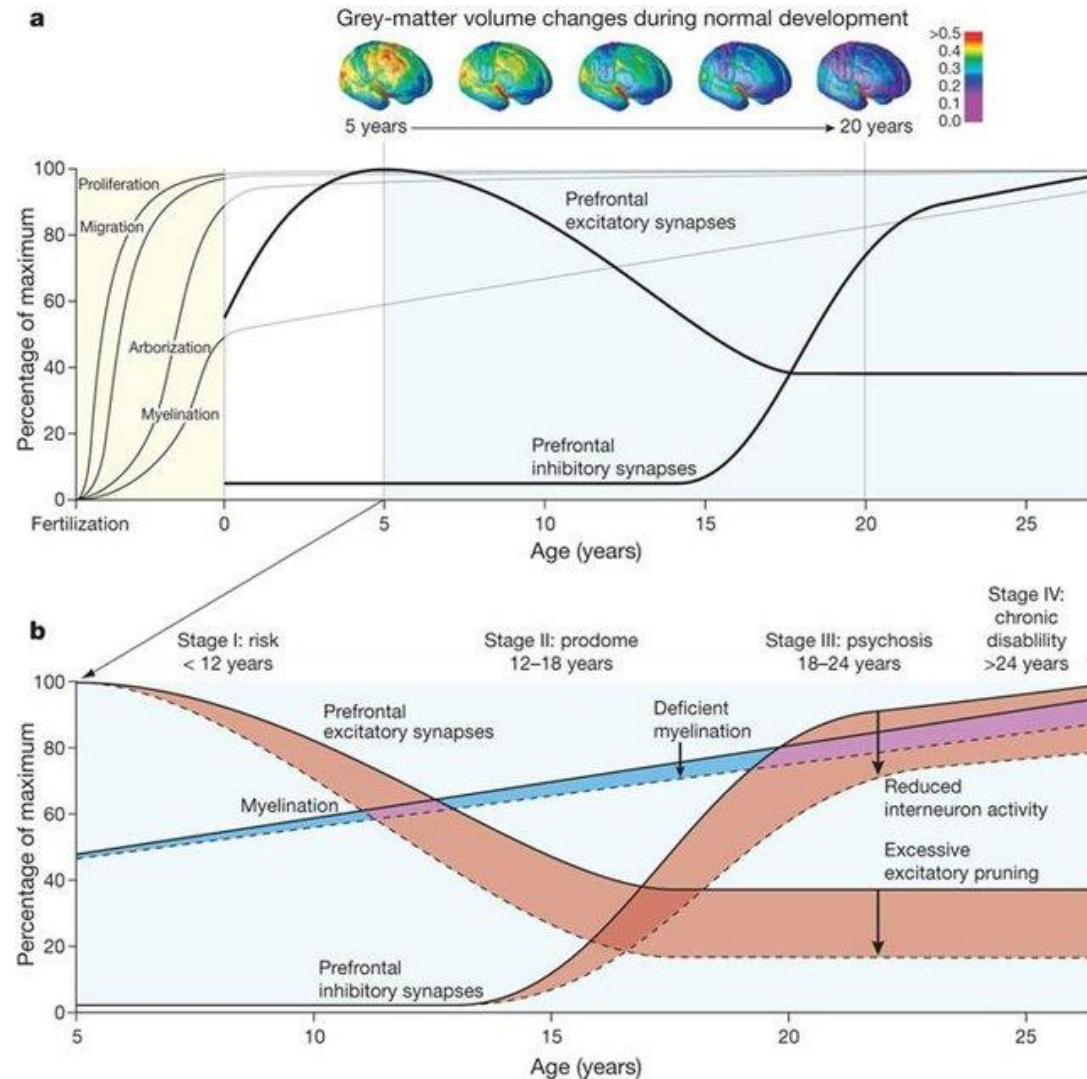 a
Grey-matter volume changes during normal development
>0.5
0.4
0.3
0.2
0.1
0.0
5 years
20 years
Percentage of maximum
100
80
60
40
20
0
Proliferation
Migration
Arborization
Myelination
Prefrontal
excitatory synapses
Prefrontal
inhibitory synapses
Fertilization
0
5
10
15
20
25
Age (years)
b
Stage I: risk
< 12 years
Stage II: prodome
12–18 years
Stage III: psychosis
18–24 years
Stage IV:
chronic
disablility
>24 years
Percentage of maximum
100
80
60
40
20
0
Prefrontal
excitatory synapses
Deficient
myelination
Myelination
Reduced
interneuron activity
Excessive
excitatory pruning
Prefrontal
inhibitory synapses
5
10
15
20
25
Age (years)